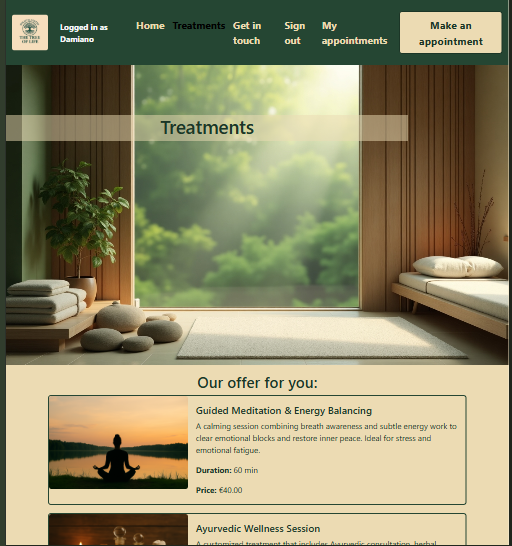 THE TREE
OF LIFE
Logged in as
Damiano
Home
Treatments
Get in
touch
Sign
out
My
appointments
Make an
appointment
Treatments
Our offer for you:
Guided Meditation & Energy Balancing
A calming session combining breath awareness and subtle energy work to
clear emotional blocks and restore inner peace. Ideal for stress and
emotional fatigue.
Duration: 60 min
Price: €40.00
Ayurvedic Wellness Session
A customized treatment that includes Ayurvedic consultation, herbal